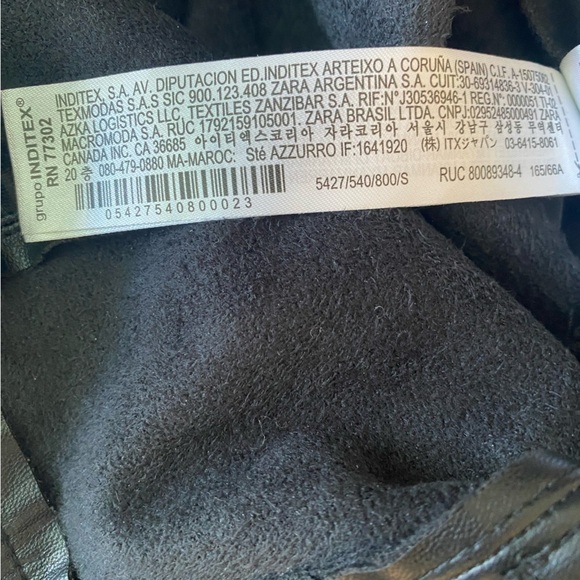 grupo INDITEX®
RN 77302
INDITEX, S.A. AV. DIPUTACION ED.INDITEX ARTEIXO A CORUÑA (SPAIN) C.I.F. A-15075062
TEXMODAS S.A.S SIC 900.123.408 ZARA ARGENTINA S.A. CUIT:30-69314836-3
AZKA LOGISTICS LLC, TEXTILES ZANZIBAR S.A. RIF:N°J30536946-1 REG.N° 0000051 TI-02
MACROMODA S.A. RUC 1792159105001. ZARA BRASIL LTDA. CNPJ:02952485000491 ZARA
CANADA INC. CA 36685 아이티엑스코리아 자라코리아 서울시 강남구 삼성동 무역센터
20층 080-479-0880 MA-MAROC: Sté AZZURRO IF:1641920 (株) ITXジャパン 03-6415-8061
05427540800023
5427/540/800/S
RUC 80089348-4 165/66A